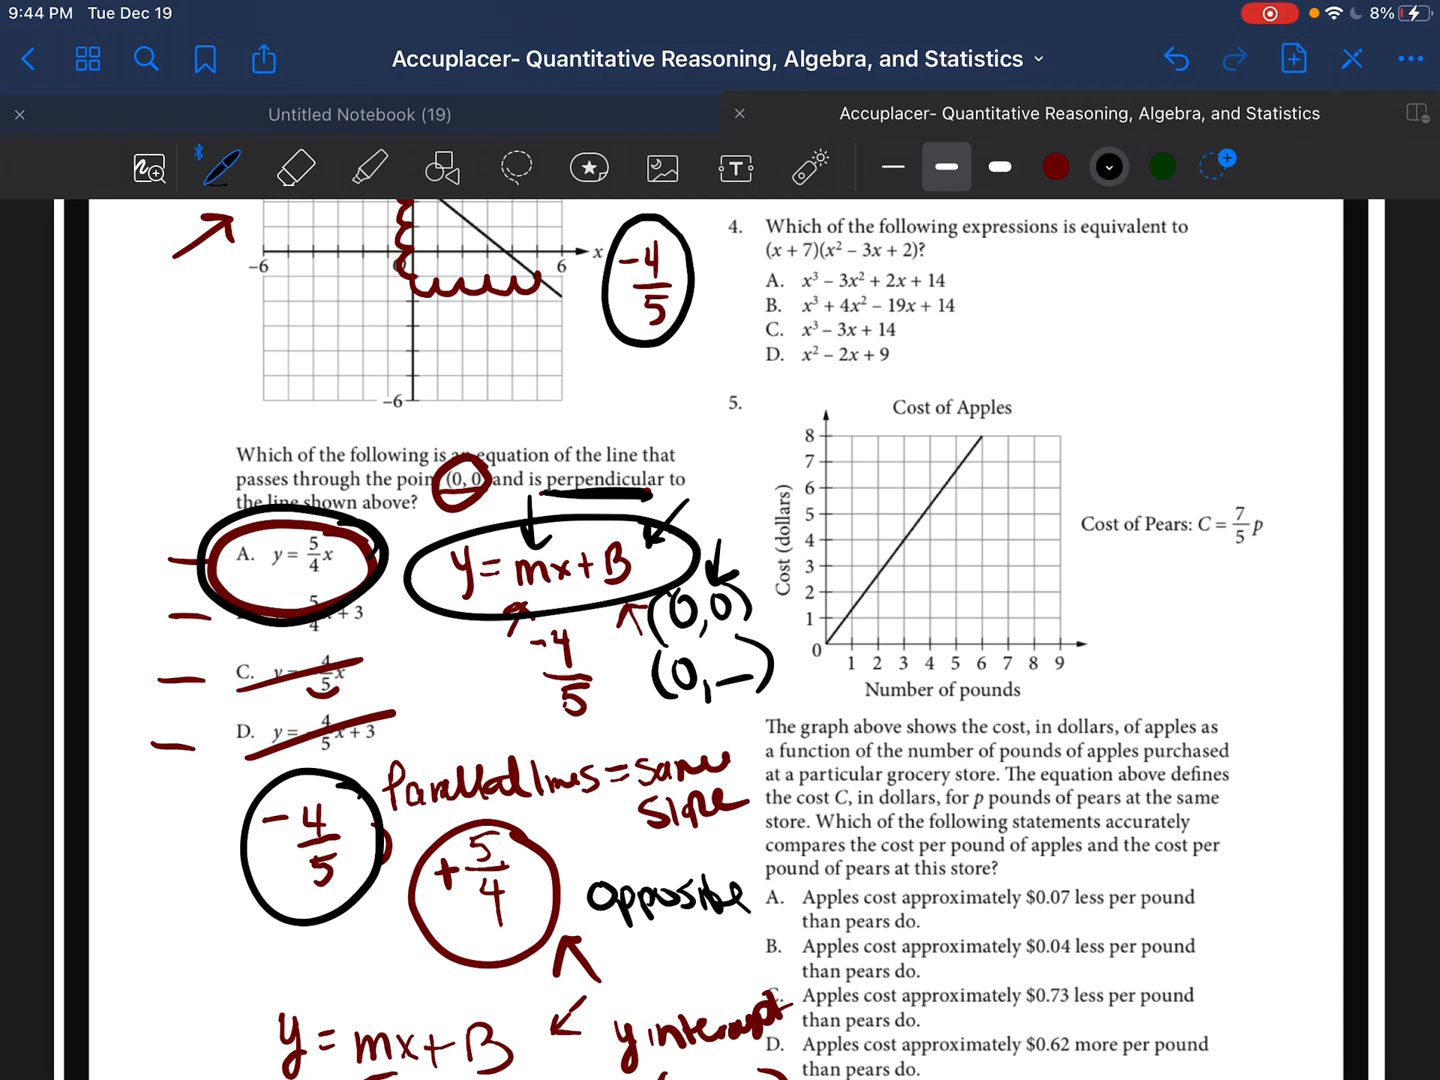 9:44 PM Tue Dec 19
8%
Accuplacer- Quantitative Reasoning, Algebra, and Statistics
Untitled Notebook (19)
Accuplacer- Quantitative Reasoning, Algebra, and Statistics
T
-6
6
x
-6
-4/5
Which of the following is an equation of the line that
passes through the point (0, 0) and is perpendicular to
the line shown above?
A. y = 5/4 x
5/4 x + 3
C. y = 4/5 x
D. y = 4/5 x + 3
y = mx + B
-4/5
(0,0)
(0, –)
Parallel lines = same
slope
-4/5
+ 5/4
opposite
y = mx + B
y intercept
4. Which of the following expressions is equivalent to
(x + 7)(x² – 3x + 2)?
A. x³ – 3x² + 2x + 14
B. x³ + 4x² – 19x + 14
C. x³ – 3x + 14
D. x² – 2x + 9
5.
Cost of Apples
Cost (dollars)
8
7
6
5
4
3
2
1
0
1 2 3 4 5 6 7 8 9
Number of pounds
Cost of Pears: C = 7/5 p
The graph above shows the cost, in dollars, of apples as
a function of the number of pounds of apples purchased
at a particular grocery store. The equation above defines
the cost C, in dollars, for p pounds of pears at the same
store. Which of the following statements accurately
compares the cost per pound of apples and the cost per
pound of pears at this store?
A. Apples cost approximately $0.07 less per pound
than pears do.
B. Apples cost approximately $0.04 less per pound
than pears do.
C. Apples cost approximately $0.73 less per pound
than pears do.
D. Apples cost approximately $0.62 more per pound
than pears do.